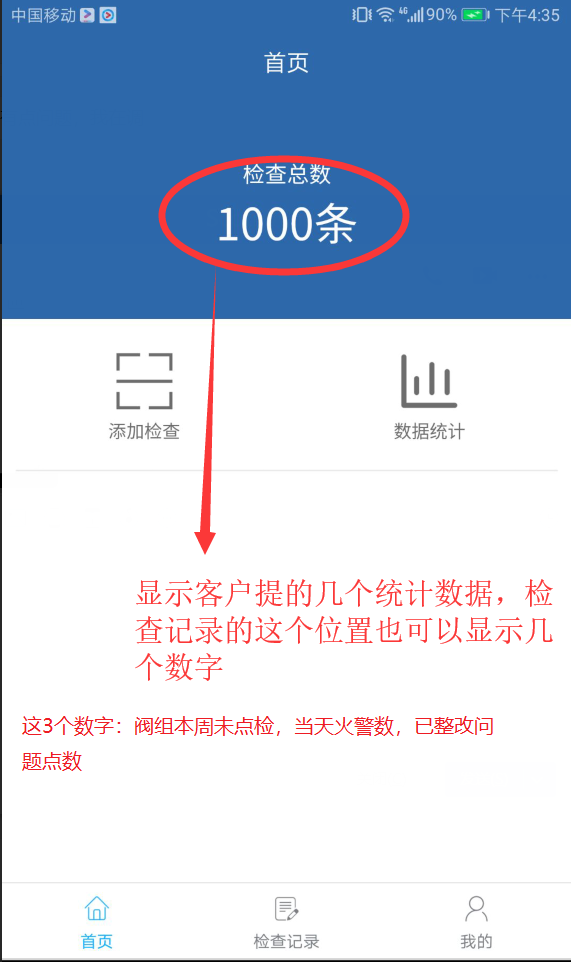 中国移动 4G 90% 下午4:35
首页
检查总数
1000条
添加检查 数据统计
显示客户提的几个统计数据，检
查记录的这个位置也可以显示几
个数字
这3个数字：阀组本周未点检，当天火警数，已整改问
题点数
首页 检查记录 我的